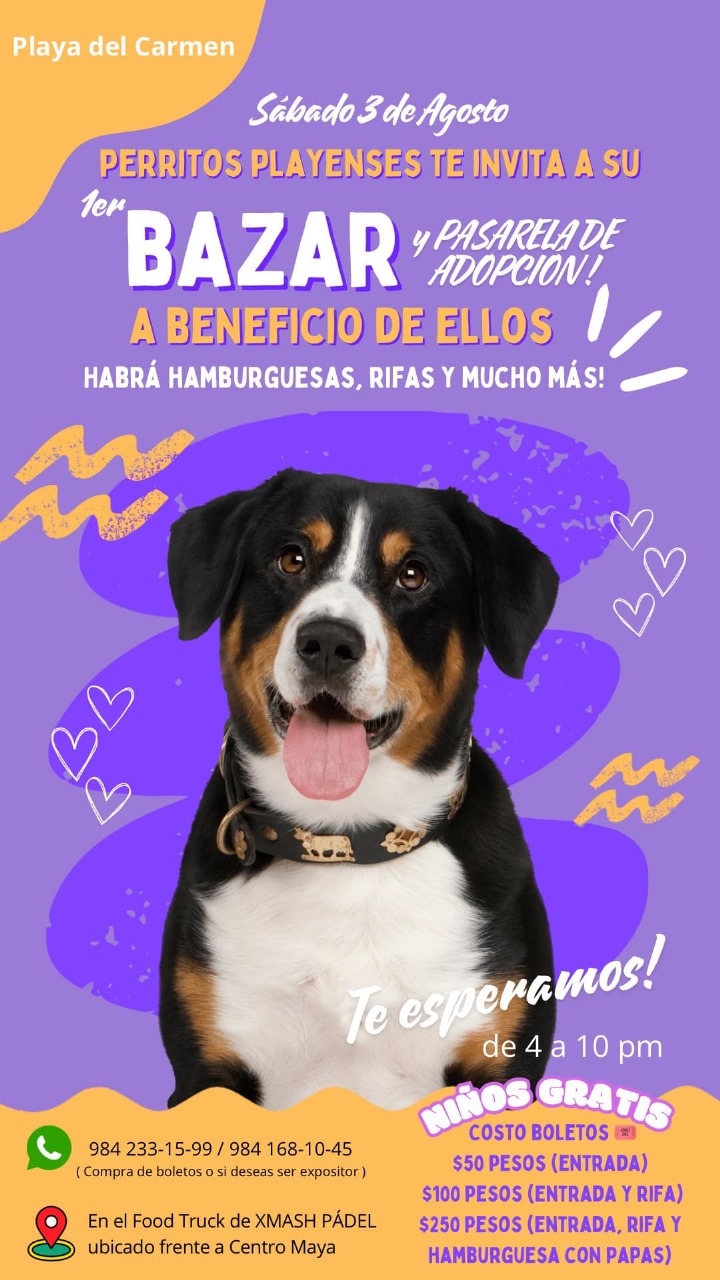 Playa del Carmen
Sábado 3 de Agosto
PERRITOS PLAYENSES TE INVITA A SU
1er
BAZAR
y PASARELA DE
ADOPCIÓN!
A BENEFICIO DE ELLOS
HABRÁ HAMBURGUESAS, RIFAS Y MUCHO MÁS!
Te esperamos!
de 4 a 10 pm
NIÑOS GRATIS
COSTO BOLETOS 🎟️
$50 PESOS (ENTRADA)
$100 PESOS (ENTRADA Y RIFA)
$250 PESOS (ENTRADA, RIFA Y
HAMBURGUESA CON PAPAS)
984 233-15-99 / 984 168-10-45
( Compra de boletos o si deseas ser expositor )
En el Food Truck de XMASH PÁDEL
ubicado frente a Centro Maya